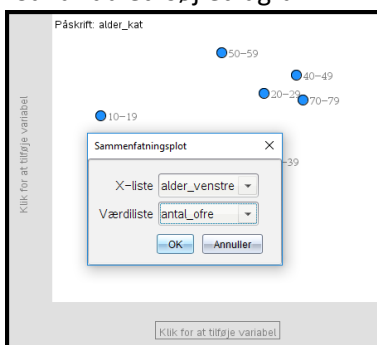 Påskrift: alder_kat
50-59
40-49
20-29
70-79
10-19
-39
Klik for at tilføje variabel
Sammenfatningsplot
X-liste alder_venstre
Værdiliste antal_ofre
OK Annuller
Klik for at tilføje variabel